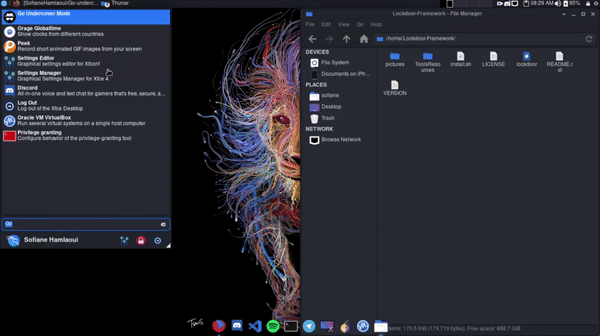 [SofianeHamlaoui/Go-underc...
Thunar
08:29 AM
95%
Go Undercover Mode
Orage Globaltime
Show clocks from different countries
Peek
Record short animated GIF images from your screen
Settings Editor
Graphical settings editor for Xfconf
Settings Manager
Graphical Settings Manager for Xfce 4
Discord
All-in-one voice and text chat for gamers that's free, secure, a...
Log Out
Log out of the Xfce Desktop
Oracle VM VirtualBox
Run several virtual systems on a single host computer
Privilege granting
Configure behavior of the privilege-granting tool
Go
Sofiane Hamlaoui
Lockdoor-Framework - File Manager
File Edit View Go Help
/home/Lockdoor-Framework/
DEVICES
File System
Documents on iPh...
PLACES
sofiane
Desktop
Trash
NETWORK
Browse Network
pictures
ToolsResources
install.sh
LICENSE
lockdoor
README.rst
VERSION
items: 175.5 KiB (179,719 bytes), Free space: 888.7 GiB